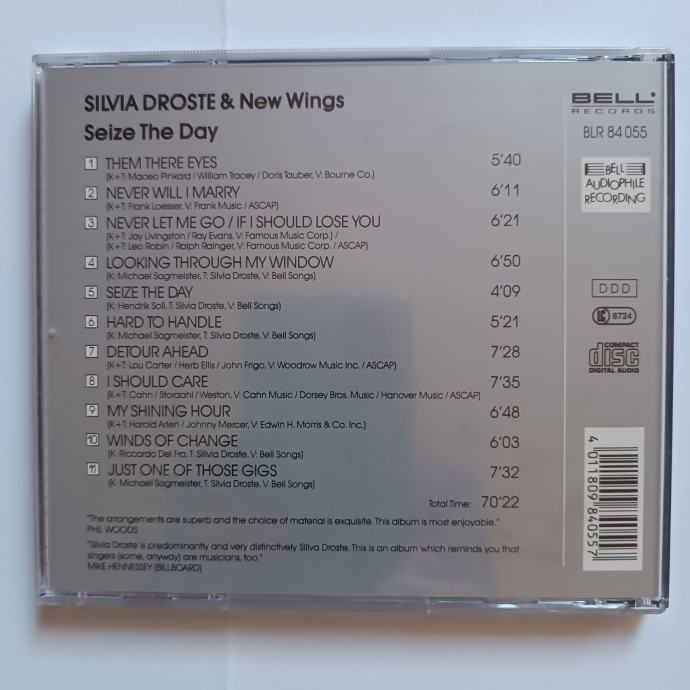 SILVIA DROSTE & New Wings
Seize The Day
1 THEM THERE EYES 5'40
(K+T: Maceo Pinkard / William Tracey / Doris Tauber, V: Bourne Co.)
2 NEVER WILL I MARRY 6'11
(K+T: Frank Loesser, V: Frank Music / ASCAP)
3 NEVER LET ME GO / IF I SHOULD LOSE YOU 6'21
(K+T: Jay Livingston / Ray Evans, V: Famous Music Corp.) /
(K+T: Leo Robin / Ralph Rainger, V: Famous Music Corp. / ASCAP)
4 LOOKING THROUGH MY WINDOW 6'50
(K: Michael Sagmeister, T: Silvia Droste, V: Bell Songs)
5 SEIZE THE DAY 4'09
(K: Hendrik Soll, T: Silvia Droste, V: Bell Songs)
6 HARD TO HANDLE 5'21
(K: Michael Sagmeister, T: Silvia Droste, V: Bell Songs)
7 DETOUR AHEAD 7'28
(K+T: Lou Carter / Herb Ellis / John Frigo, V: Woodrow Music Inc. / ASCAP)
8 I SHOULD CARE 7'35
(K+T: Cahn / Stordahl / Weston, V: Cahn Music / Dorsey Bros. Music / Hanover Music / ASCAP)
9 MY SHINING HOUR 6'48
(K+T: Harold Arlen / Johnny Mercer, V: Edwin H. Morris & Co. Inc.)
10 WINDS OF CHANGE 6'03
(K: Riccardo Del Fra, T: Silvia Droste, V: Bell Songs)
11 JUST ONE OF THOSE GIGS 7'32
(K: Michael Sagmeister, T: Silvia Droste, V: Bell Songs)
Total Time: 70'22
"The arrangements are superb and the choice of material is exquisite. This album is most enjoyable."
PHIL WOODS
"Silvia Droste is predominantly and very distinctively Silvia Droste. This is an album which reminds you that
singers (some, anyway) are musicians, too."
MIKE HENNESSEY (BILLBOARD)
BELL
RECORDS
BLR 84 055
BELL
AUDIOPHILE
RECORDING
DDD
LC 6724
COMPACT
disc
DIGITAL AUDIO
4 011809 840557